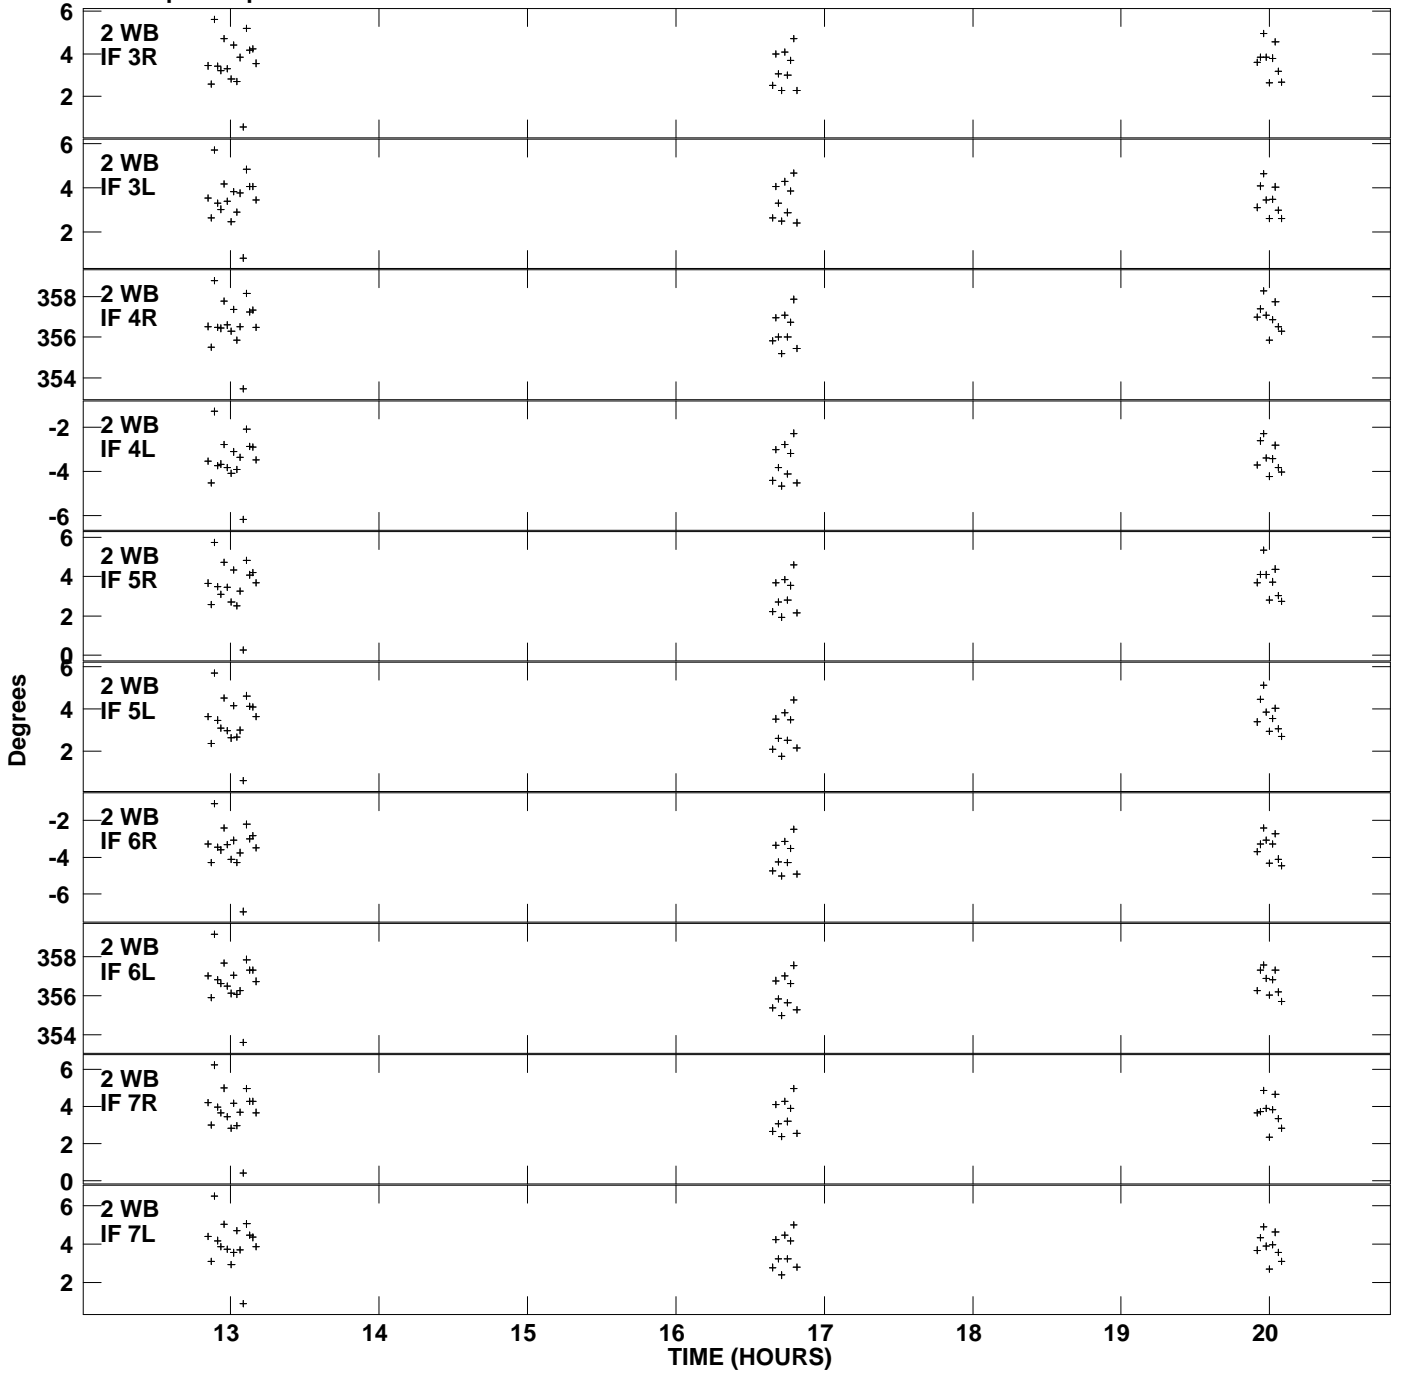 6
4
2
2 WB
IF 3R
6
4
2
2 WB
IF 3L
358
356
354
2 WB
IF 4R
-2
-4
-6
2 WB
IF 4L
6
4
2
0
2 WB
IF 5R
6
4
2
2 WB
IF 5L
-2
-4
-6
2 WB
IF 6R
358
356
354
2 WB
IF 6L
6
4
2
0
2 WB
IF 7R
6
4
2
2 WB
IF 7L
Degrees
13 14 15 16 17 18 19 20
TIME (HOURS)